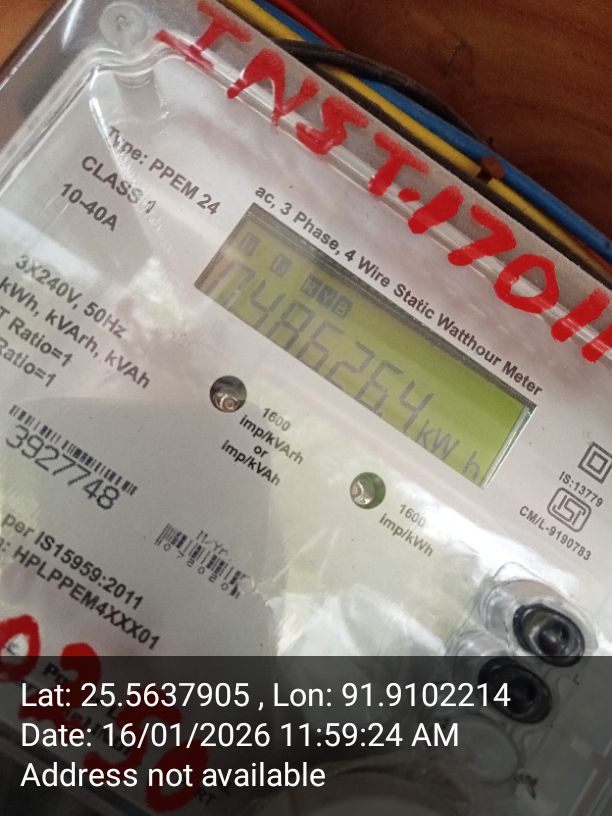 INST.17011
Type: PPEM 24
CLASS 1
10-40A
ac, 3 Phase, 4 Wire Static Watthour Meter
3X240V, 50Hz
kWh, kVArh, kVAh
T Ratio=1
Ratio=1
R Y B
48626.4 kW h
1600
imp/kVArh
or
imp/kVAh
1600
imp/kWh
IS:13779
CM/L-9190783
3927748
per IS15959:2011
HPLPPEM4XXX01
Lat: 25.5637905 , Lon: 91.9102214
Date: 16/01/2026 11:59:24 AM
Address not available